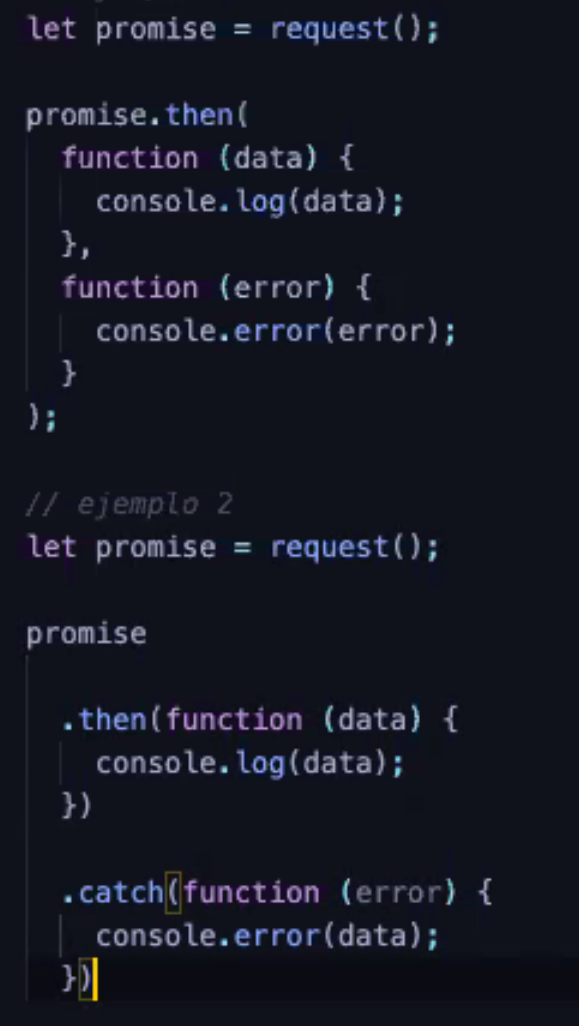 let promise = request();
promise.then(
function (data) {
console.log(data);
},
function (error) {
console.error(error);
}
);
// ejemplo 2
let promise = request();
promise
.then(function (data) {
console.log(data);
})
.catch(function (error) {
console.error(data);
})